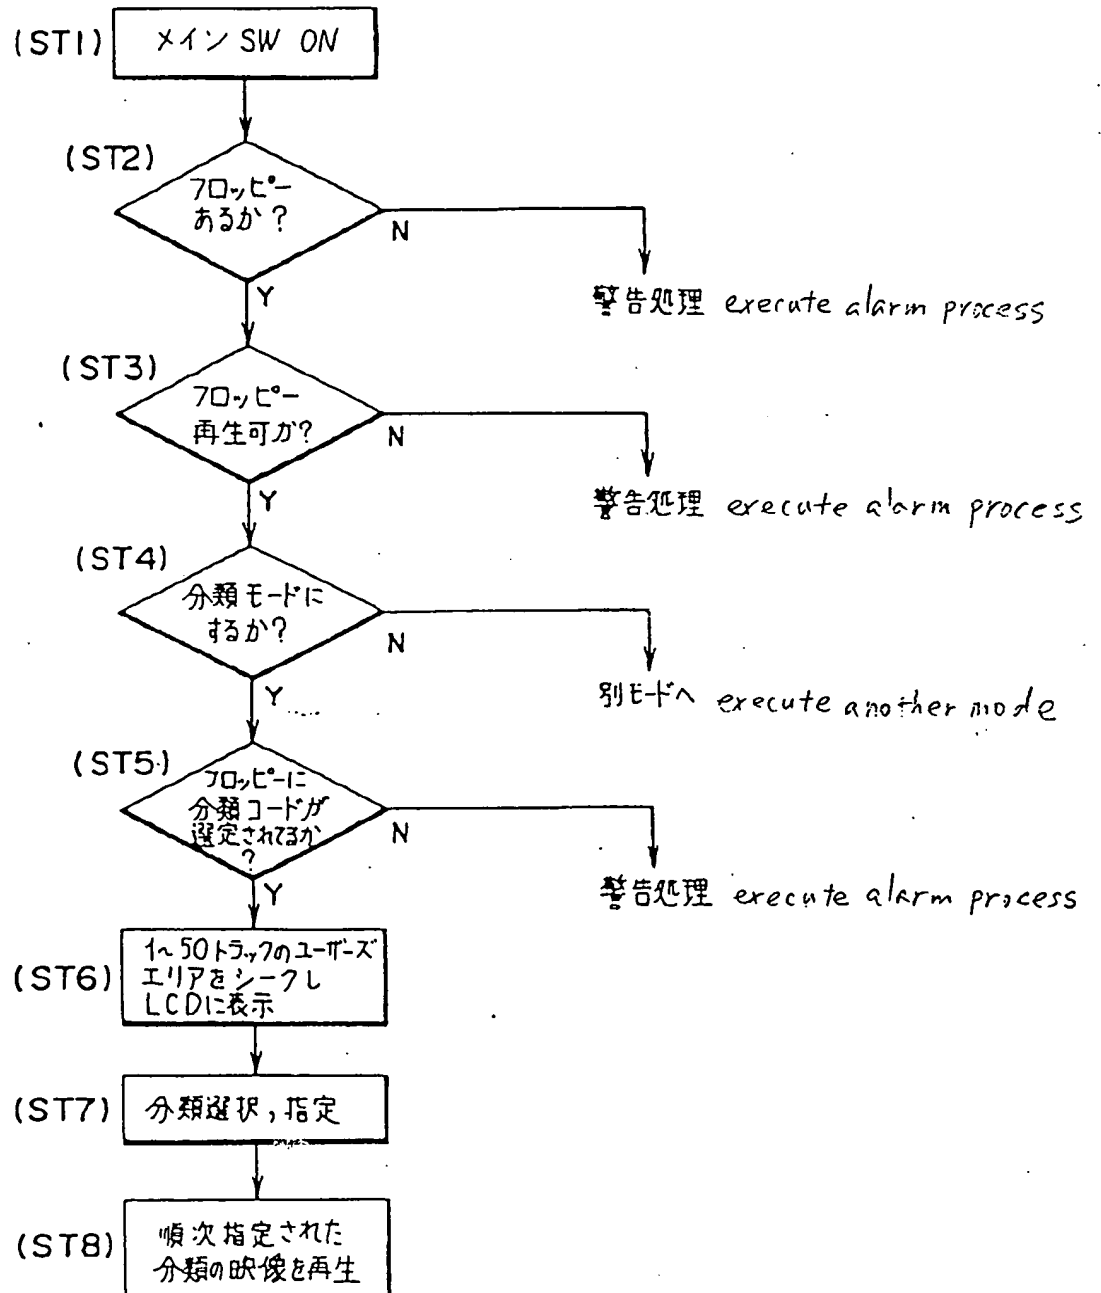 (ST1)
メイン SW ON
(ST2)
フロッピー
あるか?
N
Y
警告処理 execute alarm process
(ST3)
フロッピー
再生可か?
N
Y
警告処理 execute alarm process
(ST4)
分類モードに
するか?
N
Y
別モードへ execute another mode
(ST5)
フロッピーに
分類コードが
選定されてるか
?
N
Y
警告処理 execute alarm process
(ST6)
1~50トラックのユーザーズ
エリアをシークし
LCDに表示
(ST7)
分類選択,指定
(ST8)
順次指定された
分類の映像を再生